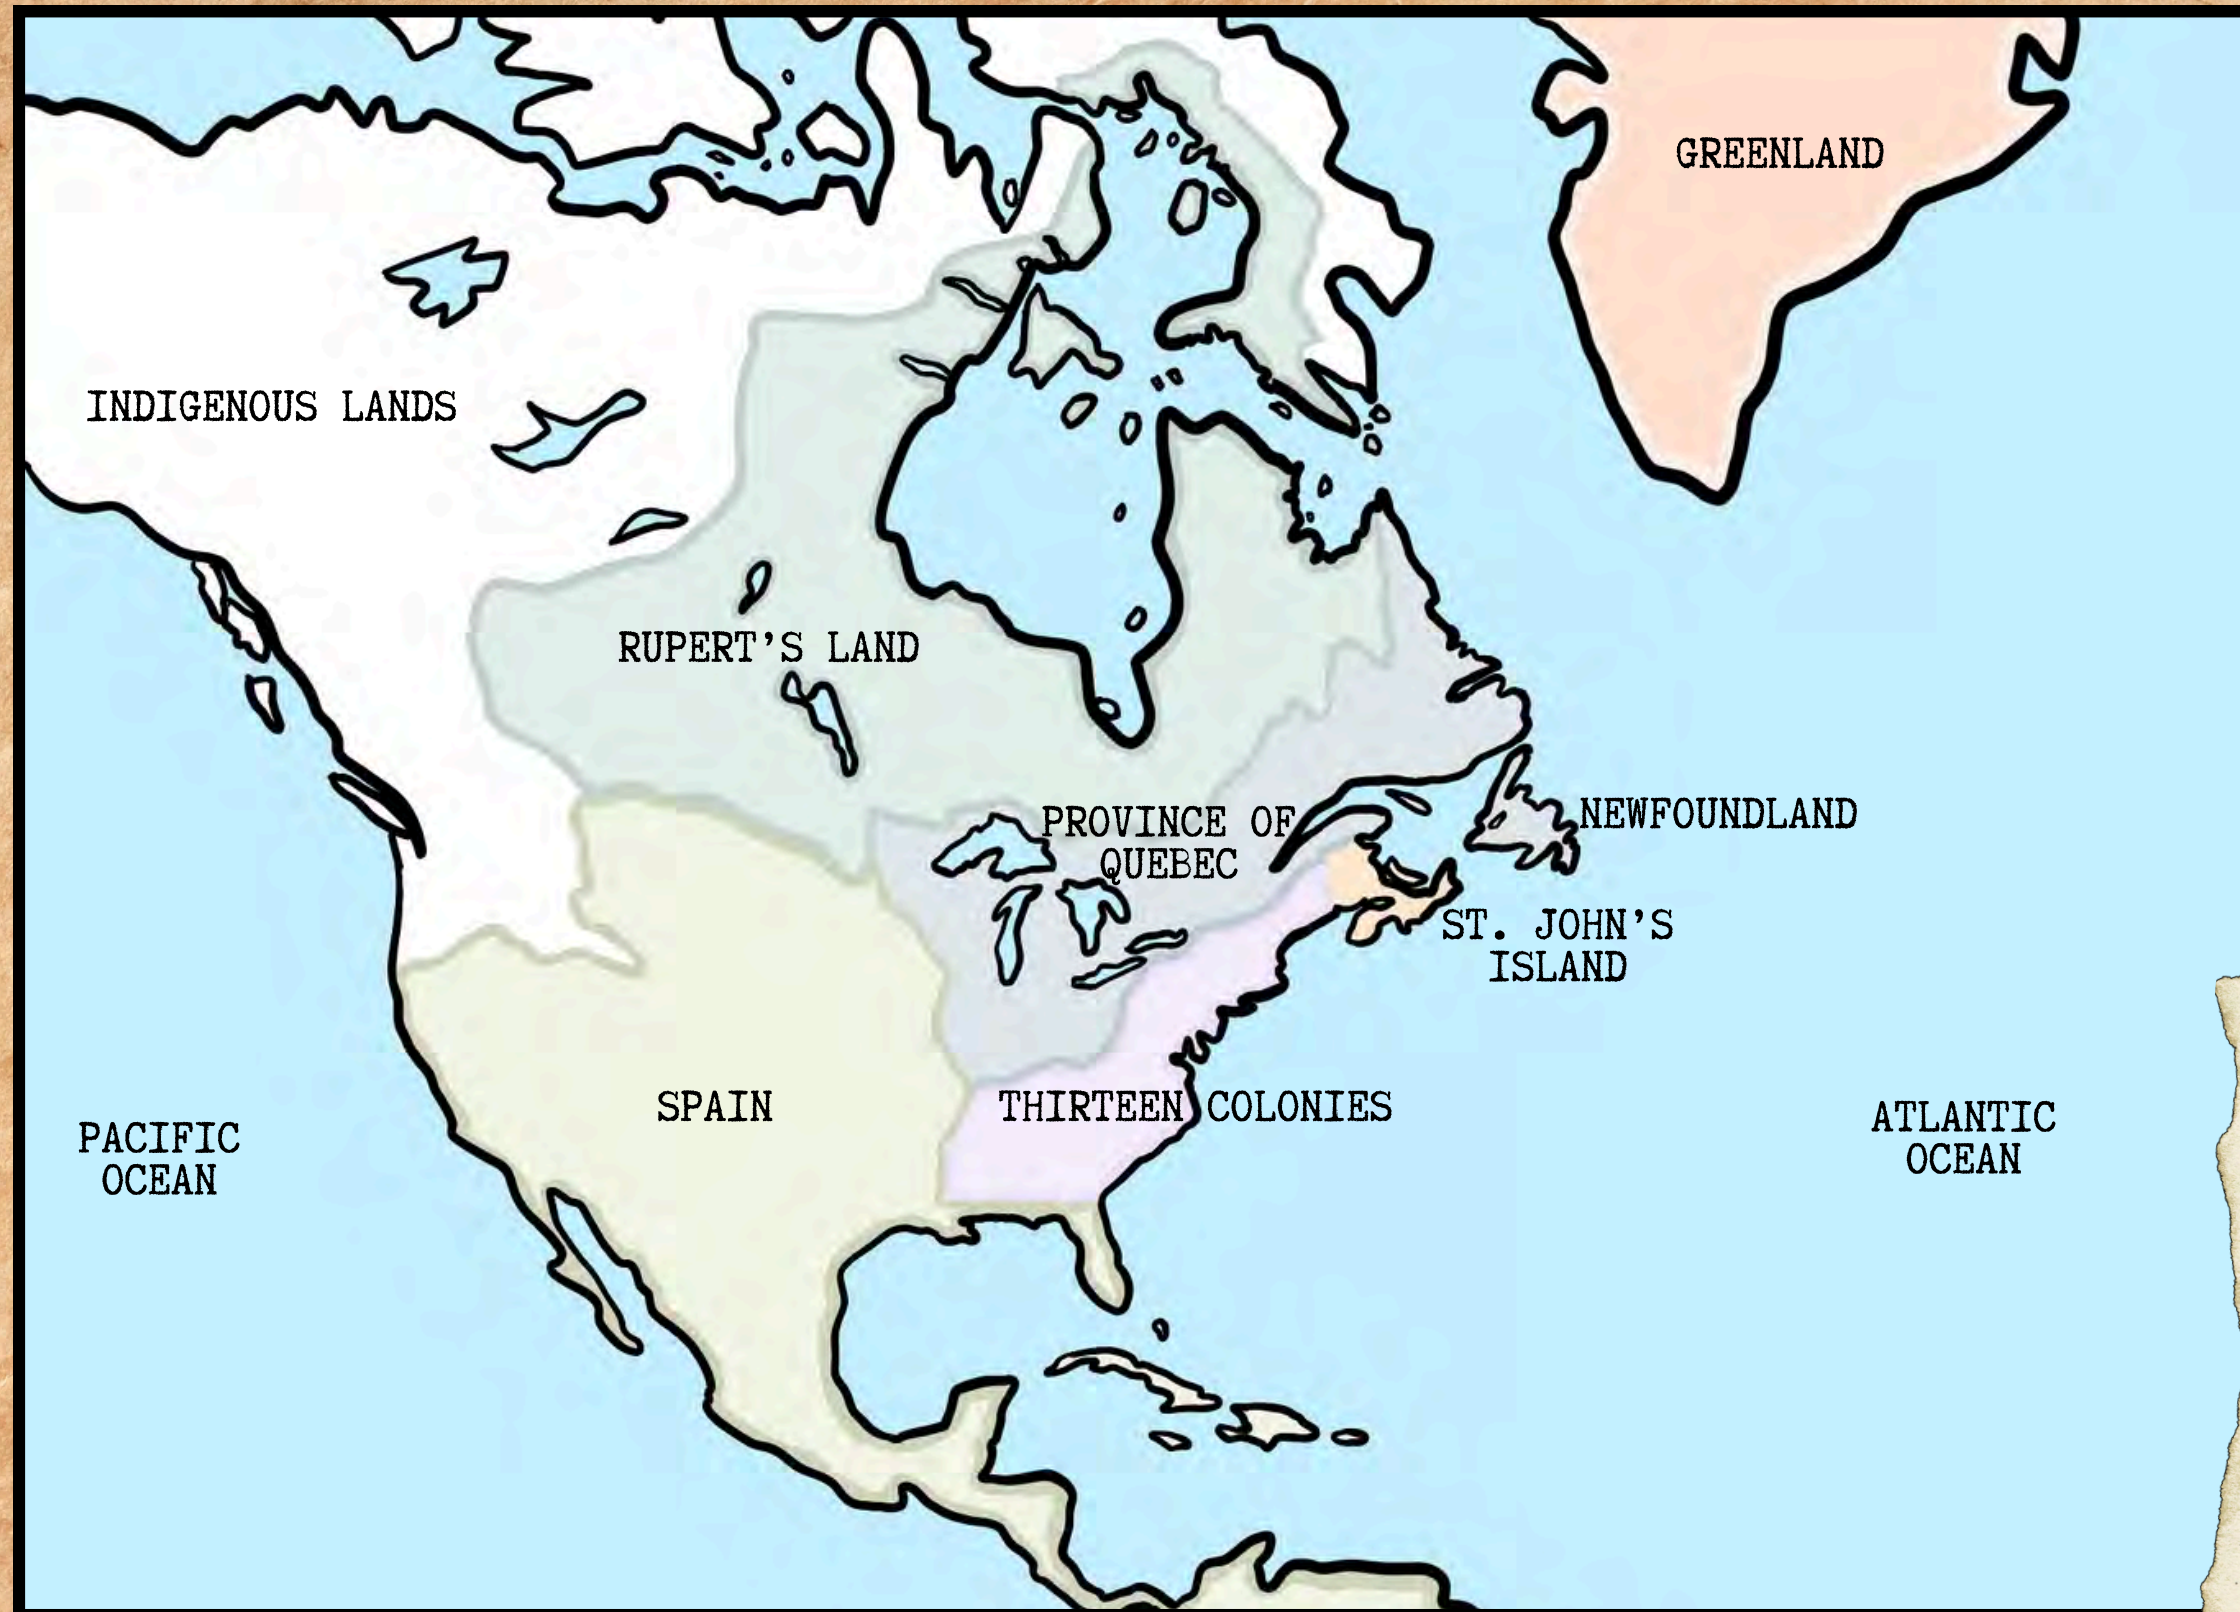 GREENLAND
INDIGENOUS LANDS
RUPERT'S LAND
PROVINCE OF
QUEBEC
NEWFOUNDLAND
ST. JOHN'S
ISLAND
SPAIN
THIRTEEN COLONIES
PACIFIC
OCEAN
ATLANTIC
OCEAN